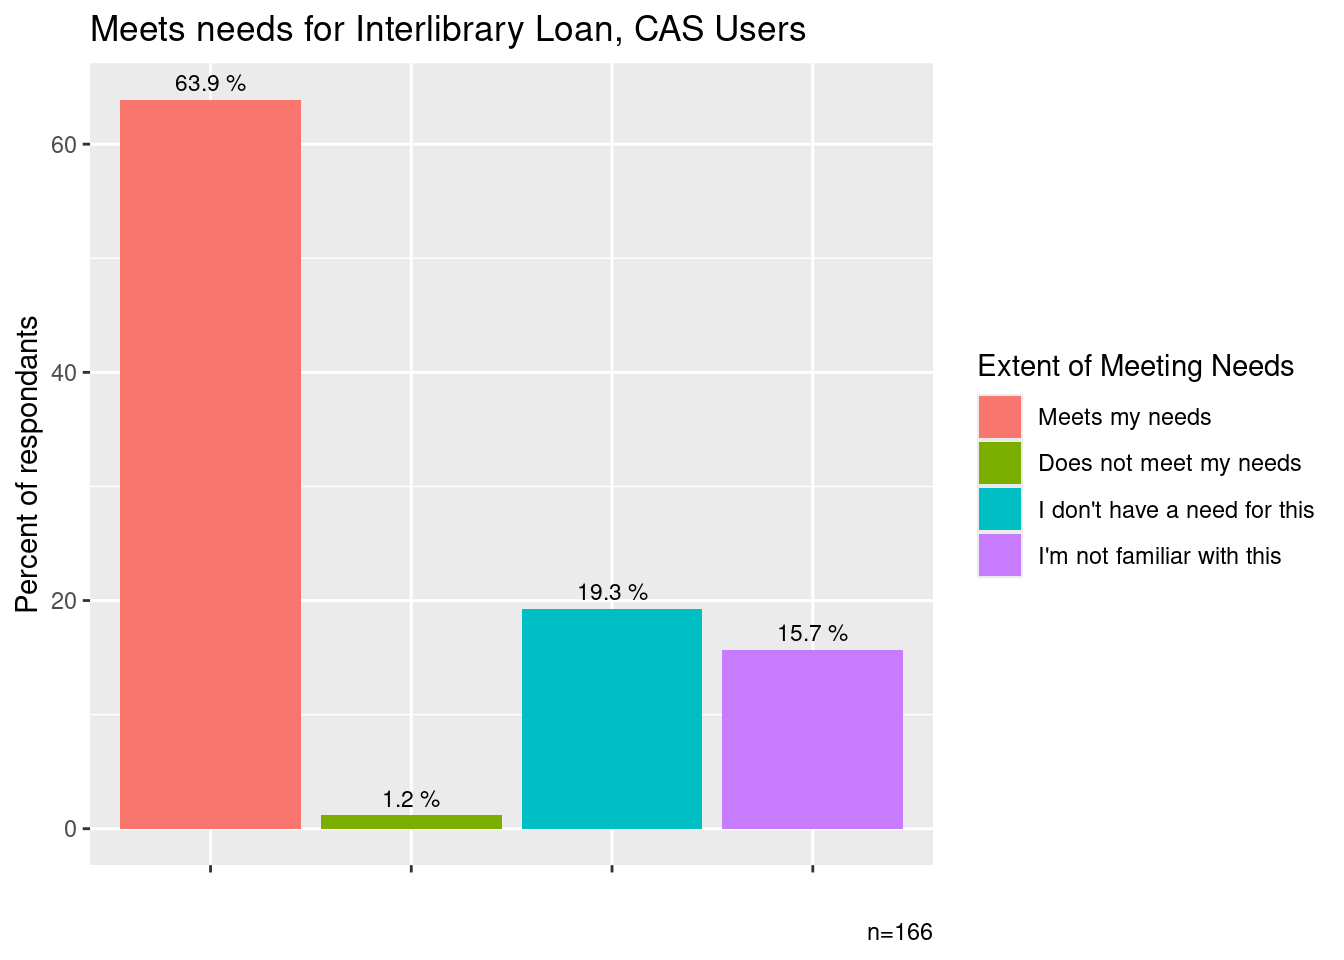 Meets needs for Interlibrary Loan, CAS Users
Percent of respondants
60
40
20
0
63.9 %
1.2 %
19.3 %
15.7 %
Extent of Meeting Needs
Meets my needs
Does not meet my needs
I don't have a need for this
I'm not familiar with this
n=166